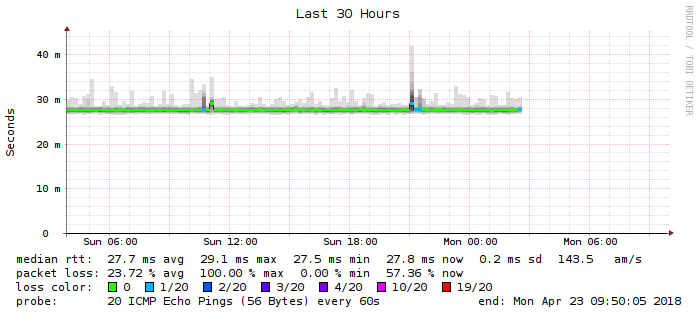 Last 30 Hours
RRDTOOL / TOBI OETIKER
Seconds
40 m
30 m
20 m
10 m
0
Sun 06:00 Sun 12:00 Sun 18:00 Mon 00:00 Mon 06:00
median rtt: 27.7 ms avg 29.1 ms max 27.5 ms min 27.8 ms now 0.2 ms sd 143.5 am/s
packet loss: 23.72 % avg 100.00 % max 0.00 % min 57.36 % now
loss color: 0 1/20 2/20 3/20 4/20 10/20 19/20
probe: 20 ICMP Echo Pings (56 Bytes) every 60s end: Mon Apr 23 09:50:05 2018